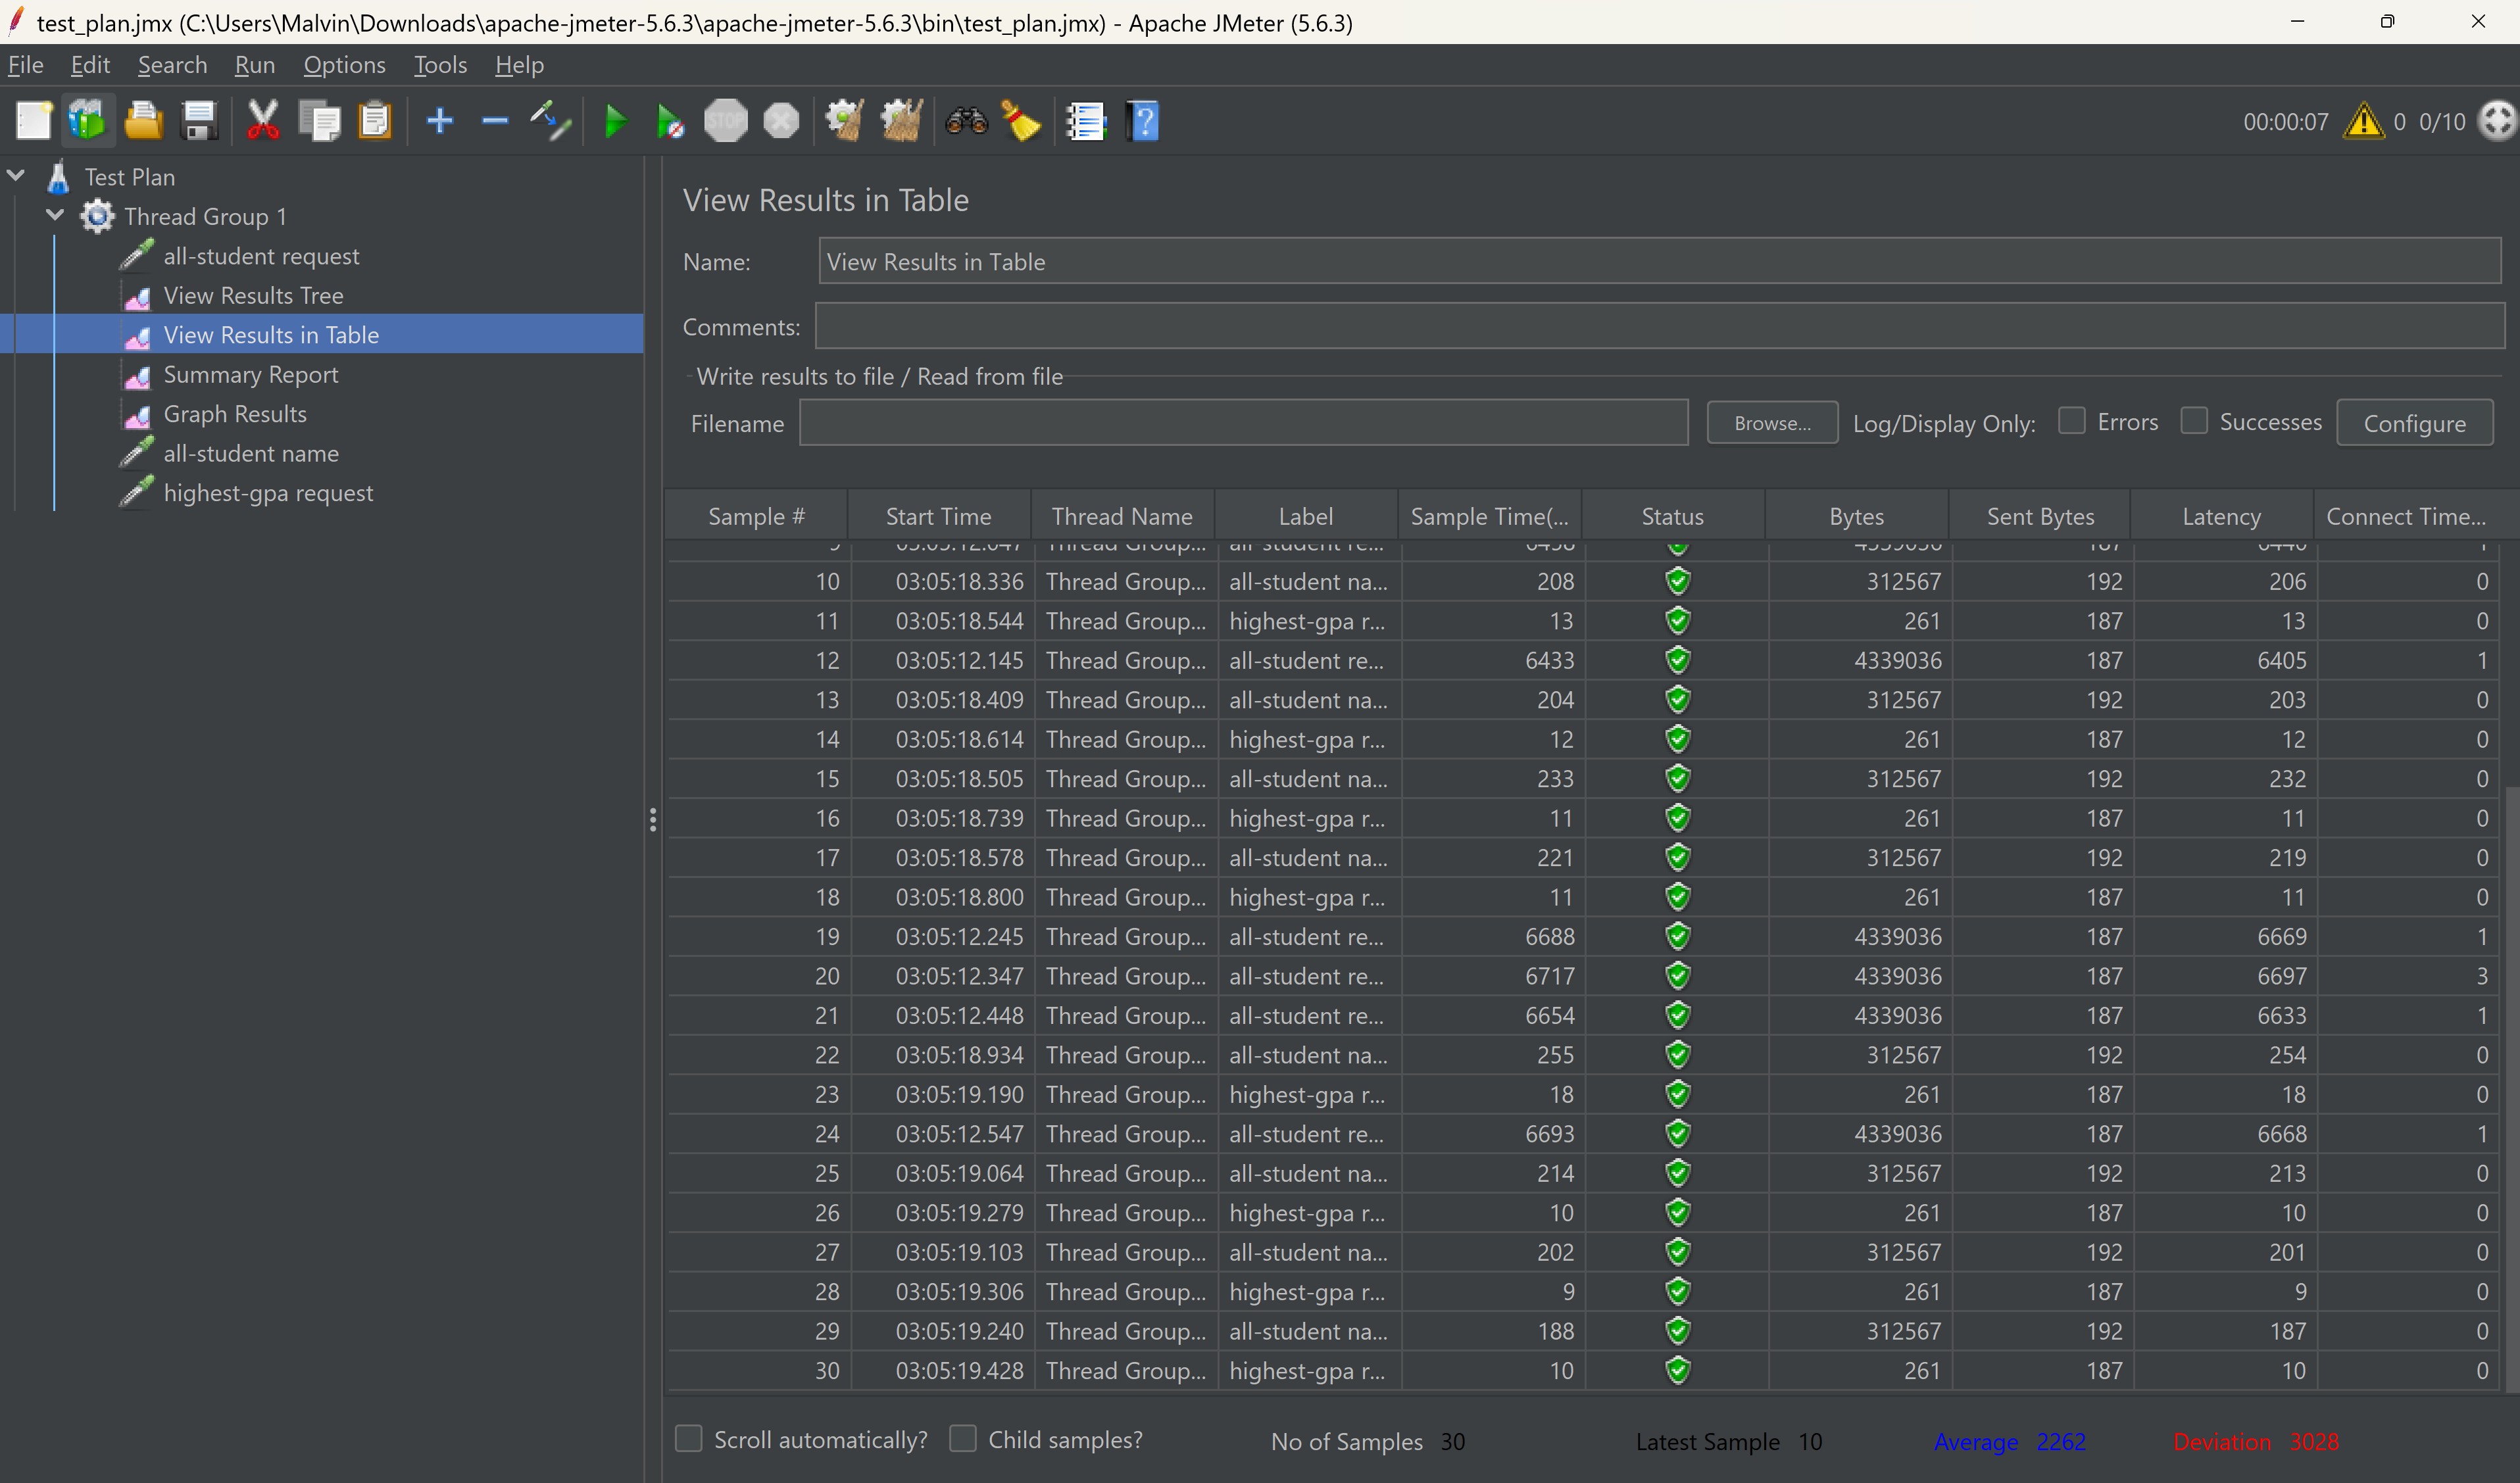 test_plan.jmx (C:\Users\Malvin\Downloads\apache-jmeter-5.6.3\apache-jmeter-5.6.3\bin\test_plan.jmx) - Apache JMeter (5.6.3)
File Edit Search Run Options Tools Help
STOP
00:00:07 0 0/10
Test Plan
Thread Group 1
all-student request
View Results Tree
View Results in Table
Summary Report
Graph Results
all-student name
highest-gpa request
View Results in Table
Name: View Results in Table
Comments:
Write results to file / Read from file
Filename Browse... Log/Display Only: Errors Successes Configure
Sample # Start Time Thread Name Label Sample Time(... Status Bytes Sent Bytes Latency Connect Time...
10 03:05:18.336 Thread Group... all-student na... 208 312567 192 206 0
11 03:05:18.544 Thread Group... highest-gpa r... 13 261 187 13 0
12 03:05:12.145 Thread Group... all-student re... 6433 4339036 187 6405 1
13 03:05:18.409 Thread Group... all-student na... 204 312567 192 203 0
14 03:05:18.614 Thread Group... highest-gpa r... 12 261 187 12 0
15 03:05:18.505 Thread Group... all-student na... 233 312567 192 232 0
16 03:05:18.739 Thread Group... highest-gpa r... 11 261 187 11 0
17 03:05:18.578 Thread Group... all-student na... 221 312567 192 219 0
18 03:05:18.800 Thread Group... highest-gpa r... 11 261 187 11 0
19 03:05:12.245 Thread Group... all-student re... 6688 4339036 187 6669 1
20 03:05:12.347 Thread Group... all-student re... 6717 4339036 187 6697 3
21 03:05:12.448 Thread Group... all-student re... 6654 4339036 187 6633 1
22 03:05:18.934 Thread Group... all-student na... 255 312567 192 254 0
23 03:05:19.190 Thread Group... highest-gpa r... 18 261 187 18 0
24 03:05:12.547 Thread Group... all-student re... 6693 4339036 187 6668 1
25 03:05:19.064 Thread Group... all-student na... 214 312567 192 213 0
26 03:05:19.279 Thread Group... highest-gpa r... 10 261 187 10 0
27 03:05:19.103 Thread Group... all-student na... 202 312567 192 201 0
28 03:05:19.306 Thread Group... highest-gpa r... 9 261 187 9 0
29 03:05:19.240 Thread Group... all-student na... 188 312567 192 187 0
30 03:05:19.428 Thread Group... highest-gpa r... 10 261 187 10 0
Scroll automatically? Child samples? No of Samples 30 Latest Sample 10 Average 2262 Deviation 3028